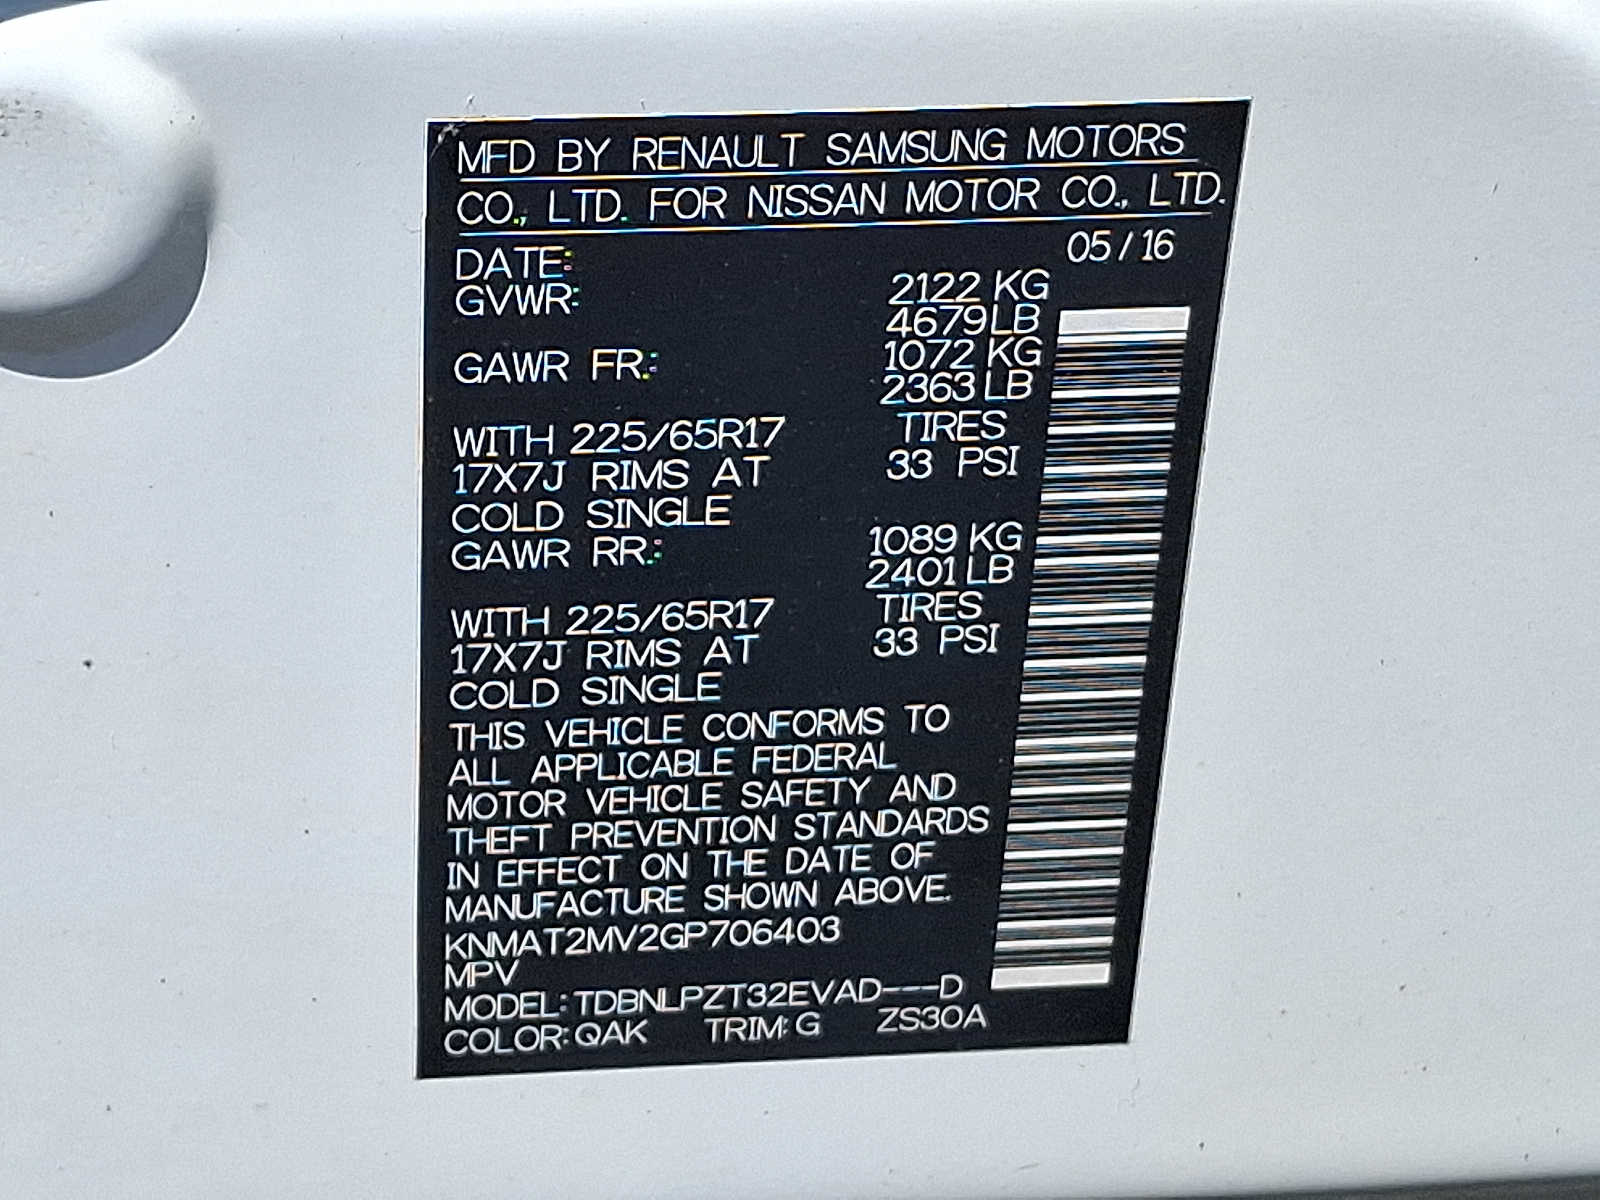 MFD BY RENAULT SAMSUNG MOTORS
CO., LTD. FOR NISSAN MOTOR CO., LTD.
DATE: 05/16
GVWR: 2122 KG
4679 LB
GAWR FR.: 1072 KG
2363 LB
WITH 225/65R17 TIRES
17X7J RIMS AT 33 PSI
COLD SINGLE
GAWR RR.: 1089 KG
2401 LB
WITH 225/65R17 TIRES
17X7J RIMS AT 33 PSI
COLD SINGLE
THIS VEHICLE CONFORMS TO
ALL APPLICABLE FEDERAL
MOTOR VEHICLE SAFETY AND
THEFT PREVENTION STANDARDS
IN EFFECT ON THE DATE OF
MANUFACTURE SHOWN ABOVE.
KNMAT2MV2GP706403
MPV
MODEL: TDBNLPZT32EVAD---D
COLOR: QAK TRIM: G ZS30A